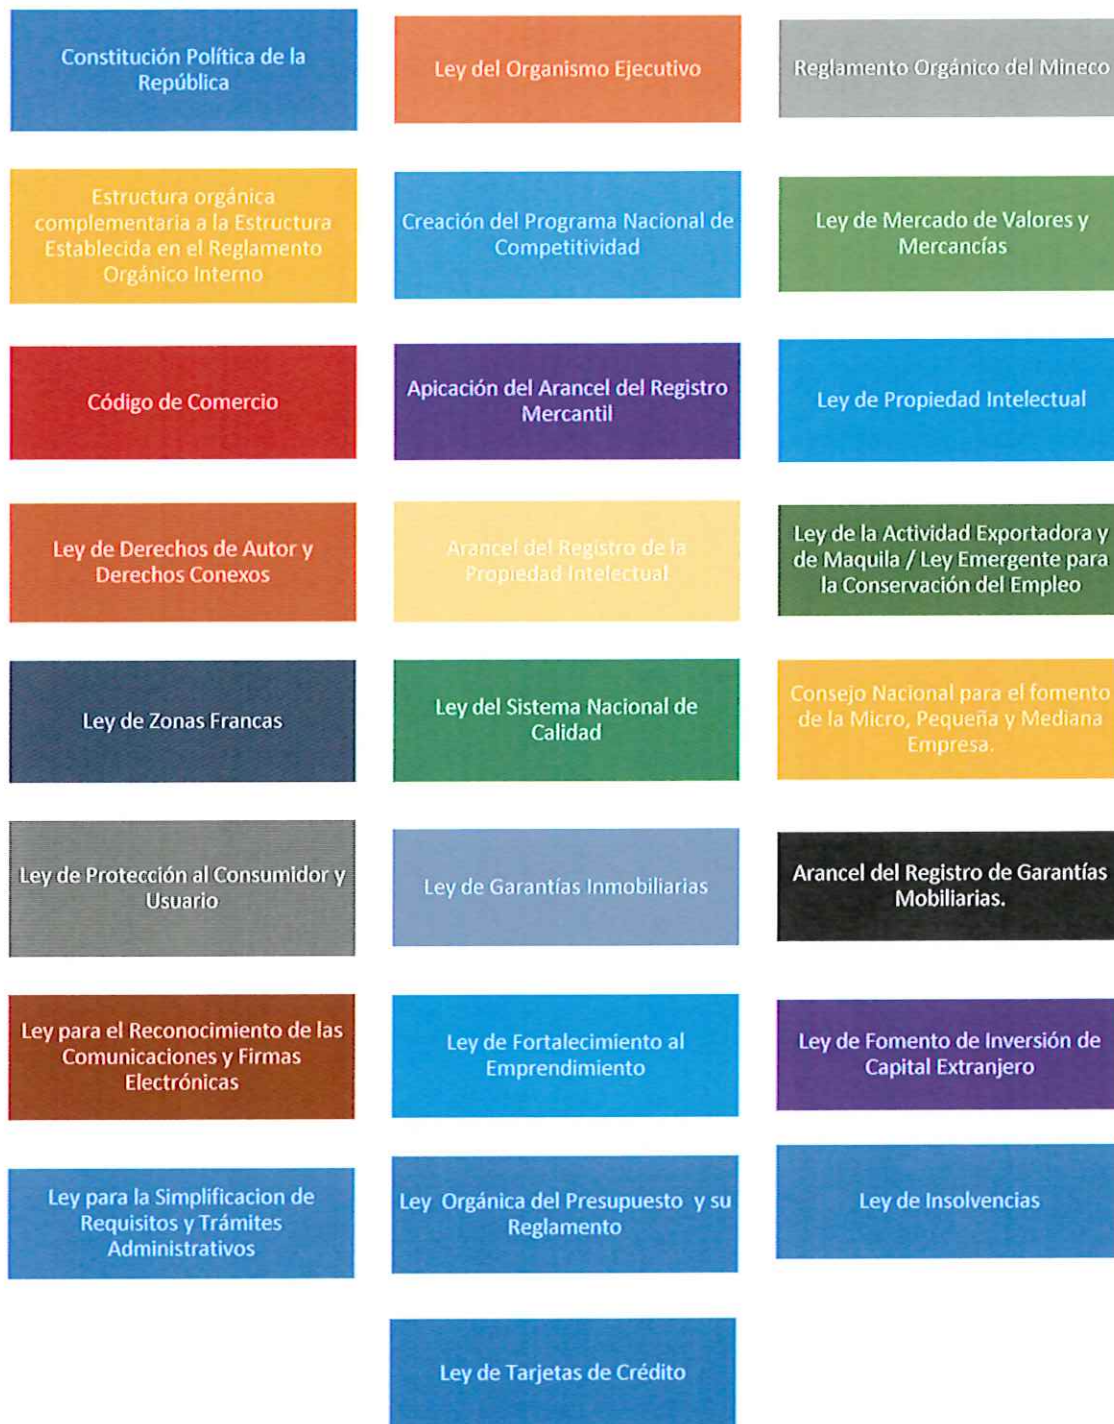 Constitución Política de la
República
Ley del Organismo Ejecutivo
Reglamento Orgánico del Mineco
Estructura orgánica
complementaria a la Estructura
Establecida en el Reglamento
Orgánico Interno
Creación del Programa Nacional de
Competitividad
Ley de Mercado de Valores y
Mercancías
Código de Comercio
Apicación del Arancel del Registro
Mercantil
Ley de Propiedad Intelectual
Ley de Derechos de Autor y
Derechos Conexos
Arancel del Registro de la
Propiedad Intelectual
Ley de la Actividad Exportadora y
de Maquila / Ley Emergente para
la Conservación del Empleo
Ley de Zonas Francas
Ley del Sistema Nacional de
Calidad
Consejo Nacional para el fomento
de la Micro, Pequeña y Mediana
Empresa.
Ley de Protección al Consumidor y
Usuario
Ley de Garantías Inmobiliarias
Arancel del Registro de Garantías
Mobiliarias.
Ley para el Reconocimiento de las
Comunicaciones y Firmas
Electrónicas
Ley de Fortalecimiento al
Emprendimiento
Ley de Fomento de Inversión de
Capital Extranjero
Ley para la Simplificacion de
Requisitos y Trámites
Administrativos
Ley Orgánica del Presupuesto y su
Reglamento
Ley de Insolvencias
Ley de Tarjetas de Crédito